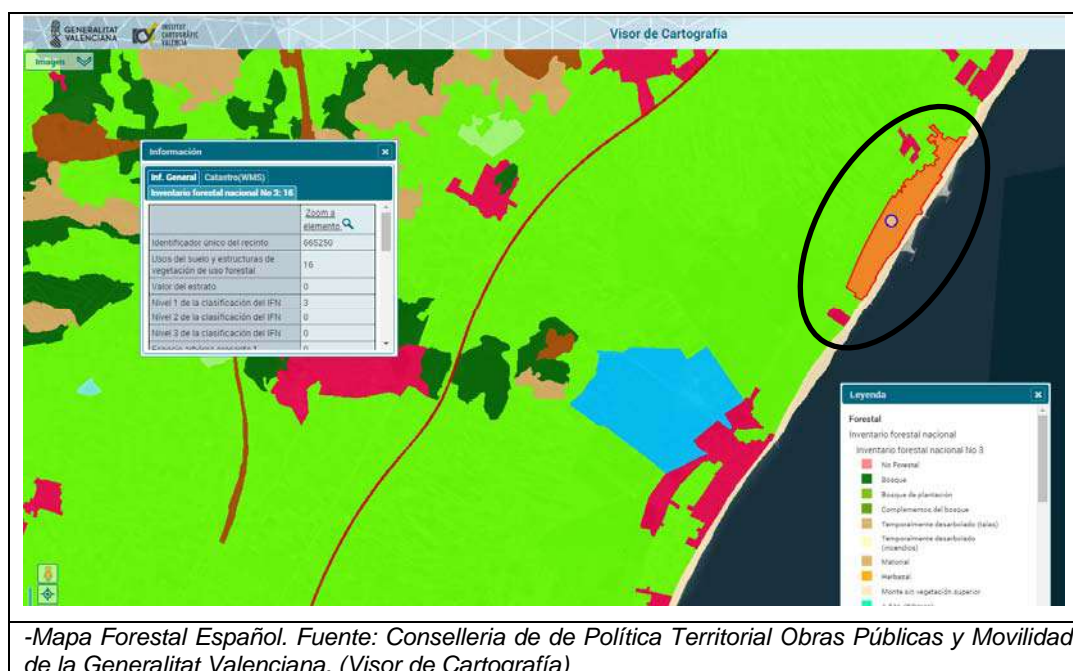 GENERALITAT
VALENCIANA
INSTITUT
CARTOGRÀFIC
VALENCIÀ
Visor de Cartografía
Imagen
Información
Inf. General Catastro(WMS)
Inventario forestal nacional No 3: 16
Zoom a
elemento
Identificador único del recinto 665250
Usos del suelo y estructuras de
vegetación de uso forestal 16
Valor del estrato 0
Nivel 1 de la clasificación del IFN 3
Nivel 2 de la clasificación del IFN 0
Nivel 3 de la clasificación del IFN 0
Leyenda
Forestal
Inventario forestal nacional
Inventario forestal nacional No 3
No Forestal
Bosque
Bosque de plantación
Complementos del bosque
Temporalmente desarbolado (talas)
Temporalmente desarbolado
(incendios)
Matorral
Herbazal
Monte sin vegetación superior
-Mapa Forestal Español. Fuente: Conselleria de de Política Territorial Obras Públicas y Movilidad
de la Generalitat Valenciana. (Visor de Cartografía)